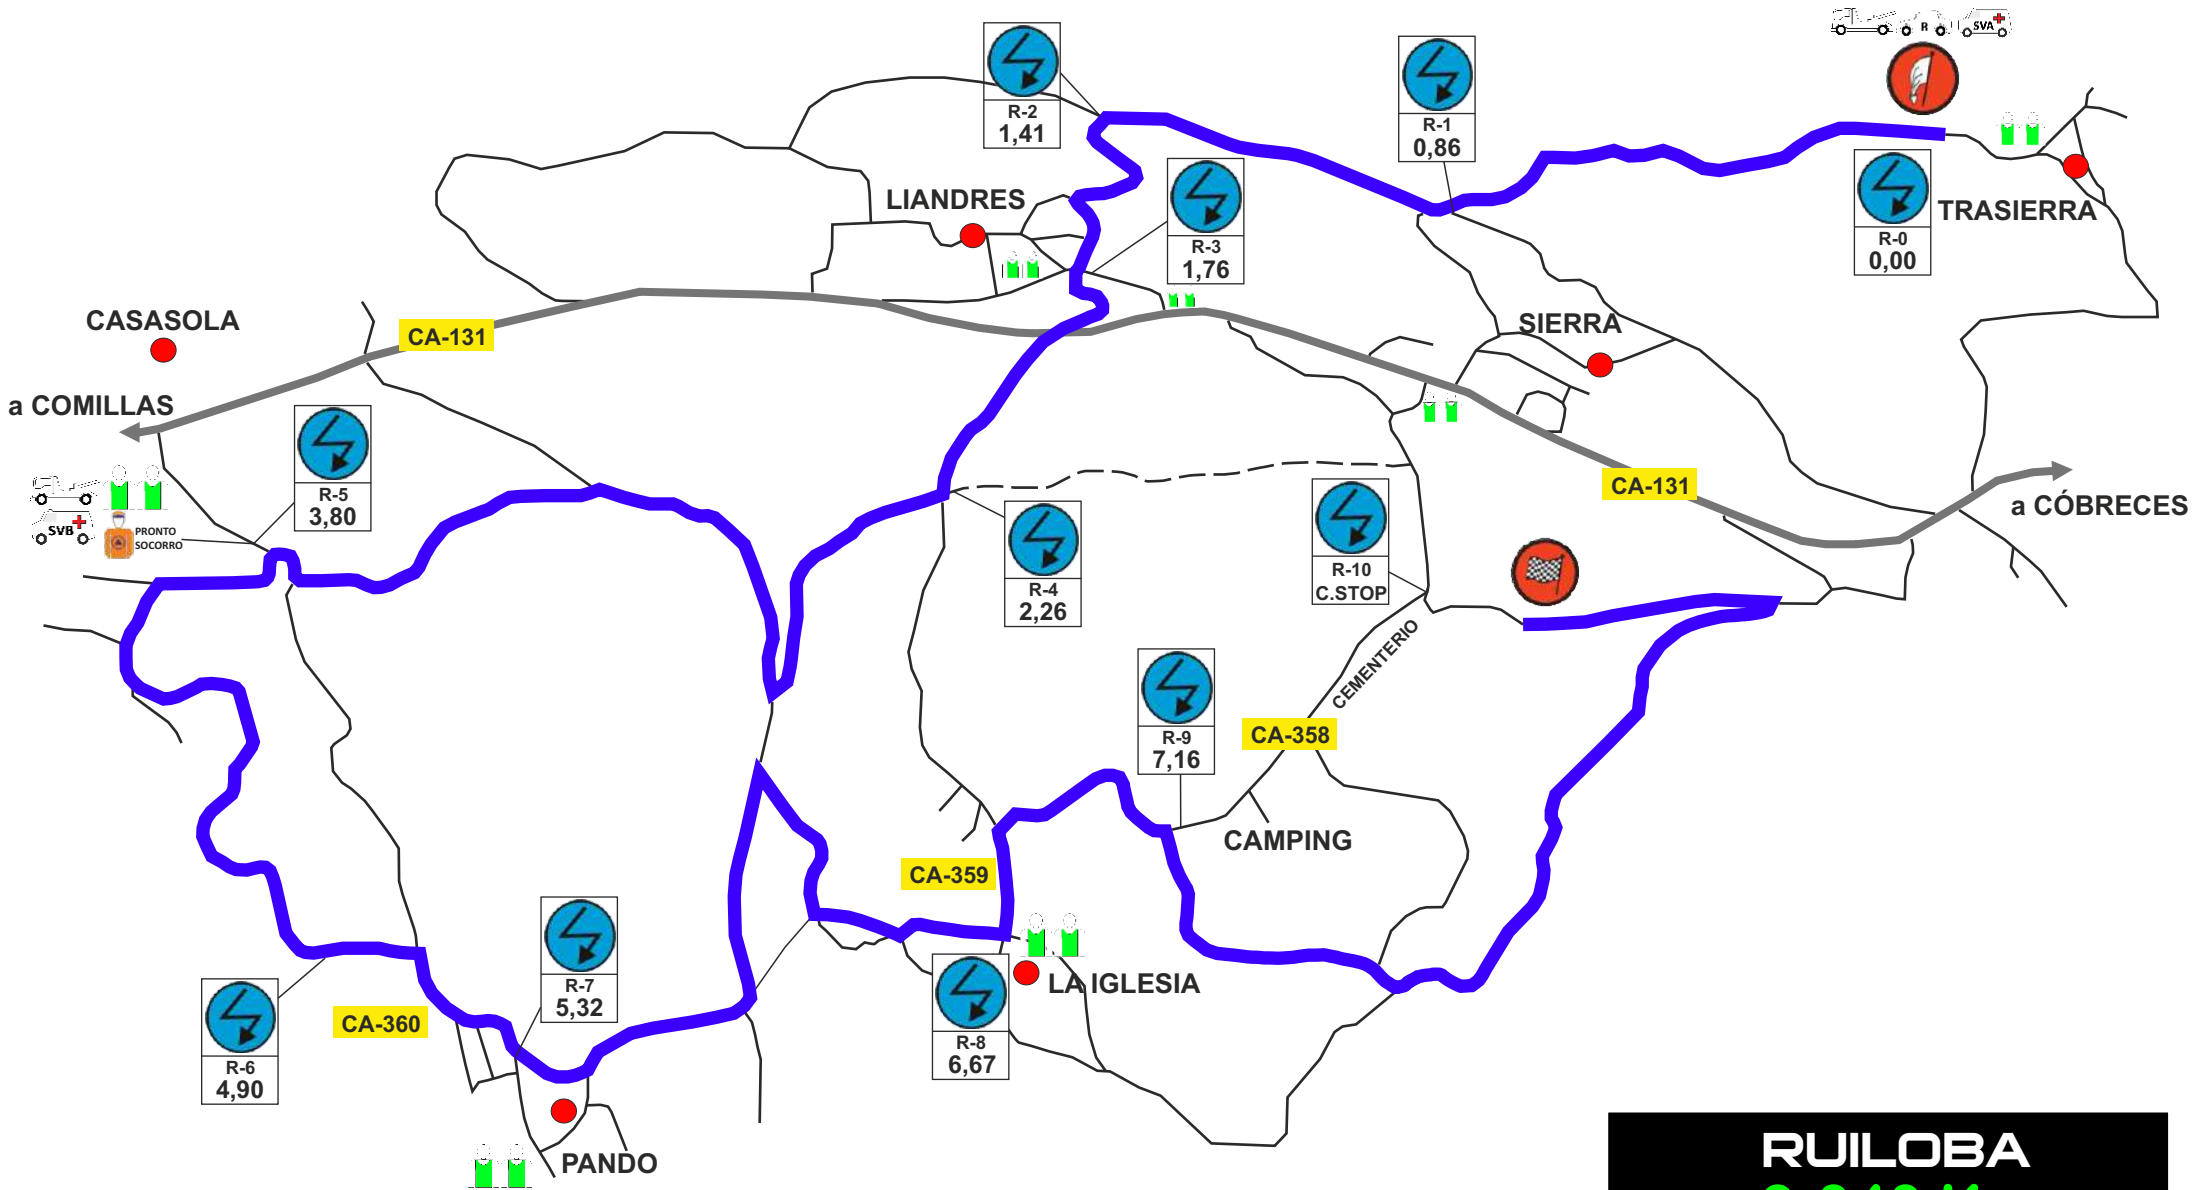 R
SVA
R-2
1,41
R-1
0,86
LIANDRES
R-3
1,76
R-0
0,00
TRASIERRA
CASASOLA
CA-131
SIERRA
a COMILLAS
R-5
3,80
CA-131
a CÓBRECES
SVB
PRONTO
SOCORRO
R-4
2,26
R-10
C.STOP
CEMENTERIO
R-9
7,16
CA-358
CAMPING
CA-359
R-7
5,32
LA IGLESIA
CA-360
R-6
4,90
R-8
6,67
PANDO
RUILOBA